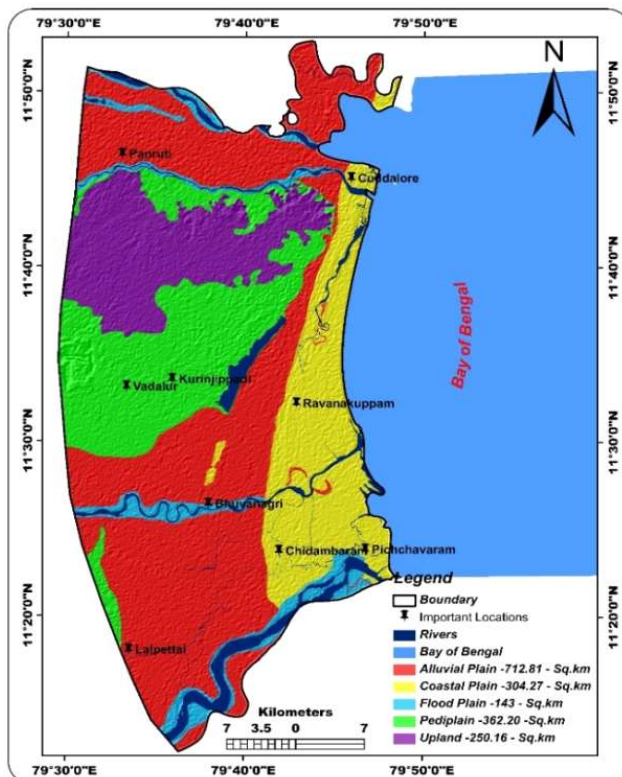 79°30'0"E 79°40'0"E 79°50'0"E
N
11°50'0"N 11°50'0"N
Panruti
Cuddalore
11°40'0"N 11°40'0"N
Bay of Bengal
Kurinjippadi
Vadalur
Ravanakuppam
11°30'0"N 11°30'0"N
Bhuvanagri
Chidambaram Pichchavaram
Legend
Boundary
Important Locations
Rivers
Bay of Bengal
Alluvial Plain -712.81 - Sq.km
Coastal Plain -304.27 - Sq.km
Flood Plain -143 - Sq.km
Pediplain -362.20 -Sq.km
Upland -250.16 - Sq.km
11°20'0"N 11°20'0"N
Lalpettai
Kilometers
7 3.5 0 7
79°30'0"E 79°40'0"E 79°50'0"E